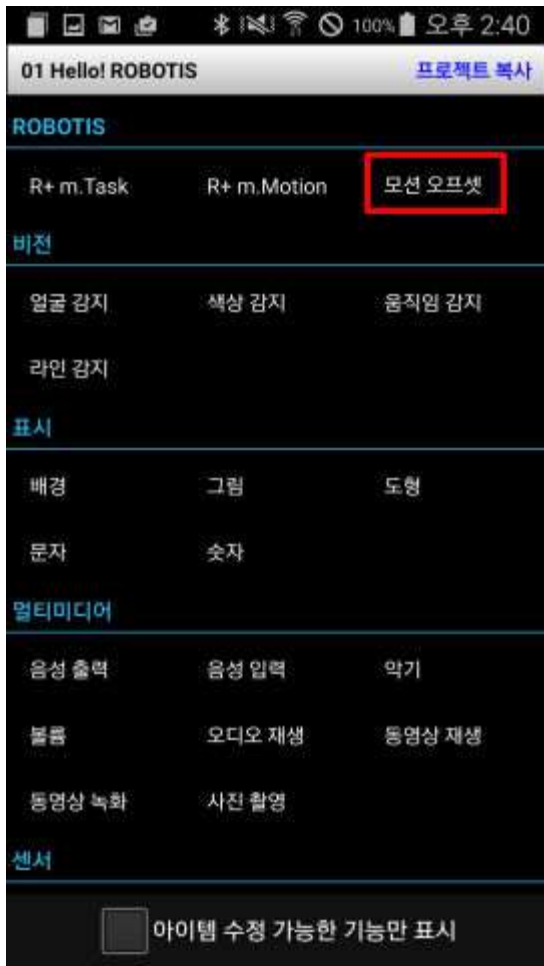 100% 오후 2:40
01 Hello! ROBOTIS 프로젝트 복사
ROBOTIS
R+ m.Task R+ m.Motion 모션 오프셋
비전
얼굴 감지 색상 감지 움직임 감지
라인 감지
표시
배경 그림 도형
문자 숫자
멀티미디어
음성 출력 음성 입력 악기
볼륨 오디오 재생 동영상 재생
동영상 녹화 사진 촬영
센서
아이템 수정 가능한 기능만 표시